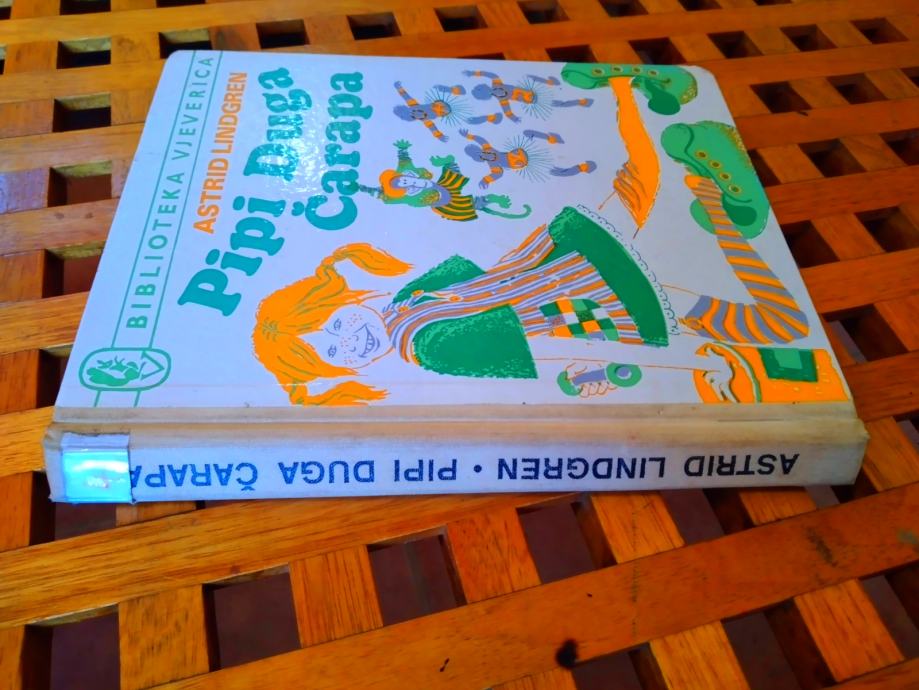 BIBLIOTEKA VJEVERICA
ASTRID LINDGREN
Pipi Duga
Čarapa
ASTRID LINDGREN • PIPI DUGA ČARAPA